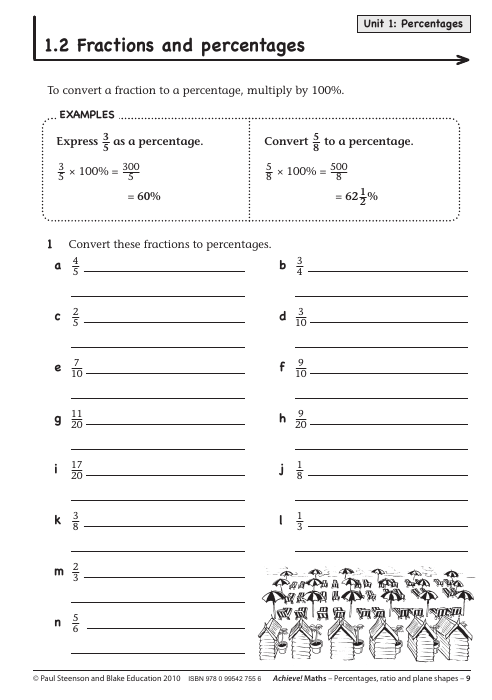 Unit 1: Percentages
1.2 Fractions and percentages
To convert a fraction to a percentage, multiply by 100%.
EXAMPLES
Express 3/5 as a percentage.
3/5 × 100% = 300/5
= 60%
Convert 5/8 to a percentage.
5/8 × 100% = 500/8
= 62 1/2%
1 Convert these fractions to percentages.
a 4/5
b 3/4
c 2/5
d 3/10
e 7/10
f 9/10
g 11/20
h 9/20
i 17/20
j 1/8
k 3/8
l 1/3
m 2/3
n 5/6
© Paul Steenson and Blake Education 2010 ISBN 978 0 99542 755 6 Achieve! Maths – Percentages, ratio and plane shapes – 9